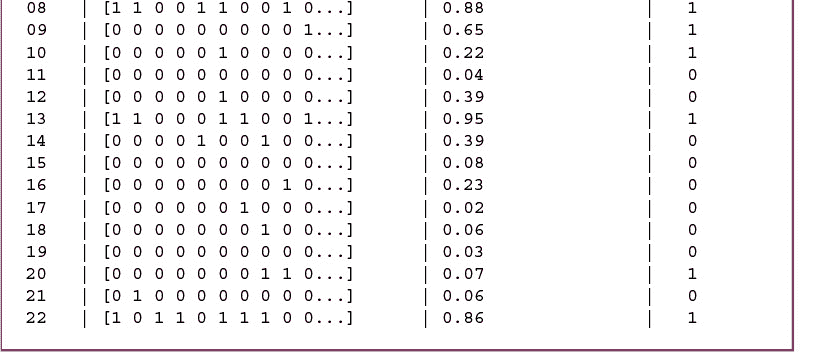 08 | [1 1 0 0 1 1 0 0 1 0...] | 0.88 | 1
09 | [0 0 0 0 0 0 0 0 0 1...] | 0.65 | 1
10 | [0 0 0 0 0 1 0 0 0 0...] | 0.22 | 1
11 | [0 0 0 0 0 0 0 0 0 0...] | 0.04 | 0
12 | [0 0 0 0 0 1 0 0 0 0...] | 0.39 | 0
13 | [1 1 0 0 0 1 1 0 0 1...] | 0.95 | 1
14 | [0 0 0 0 1 0 0 1 0 0...] | 0.39 | 0
15 | [0 0 0 0 0 0 0 0 0 0...] | 0.08 | 0
16 | [0 0 0 0 0 0 0 0 1 0...] | 0.23 | 0
17 | [0 0 0 0 0 0 1 0 0 0...] | 0.02 | 0
18 | [0 0 0 0 0 0 0 1 0 0...] | 0.06 | 0
19 | [0 0 0 0 0 0 0 0 0 0...] | 0.03 | 0
20 | [0 0 0 0 0 0 0 1 1 0...] | 0.07 | 1
21 | [0 1 0 0 0 0 0 0 0 0...] | 0.06 | 0
22 | [1 0 1 1 0 1 1 1 0 0...] | 0.86 | 1